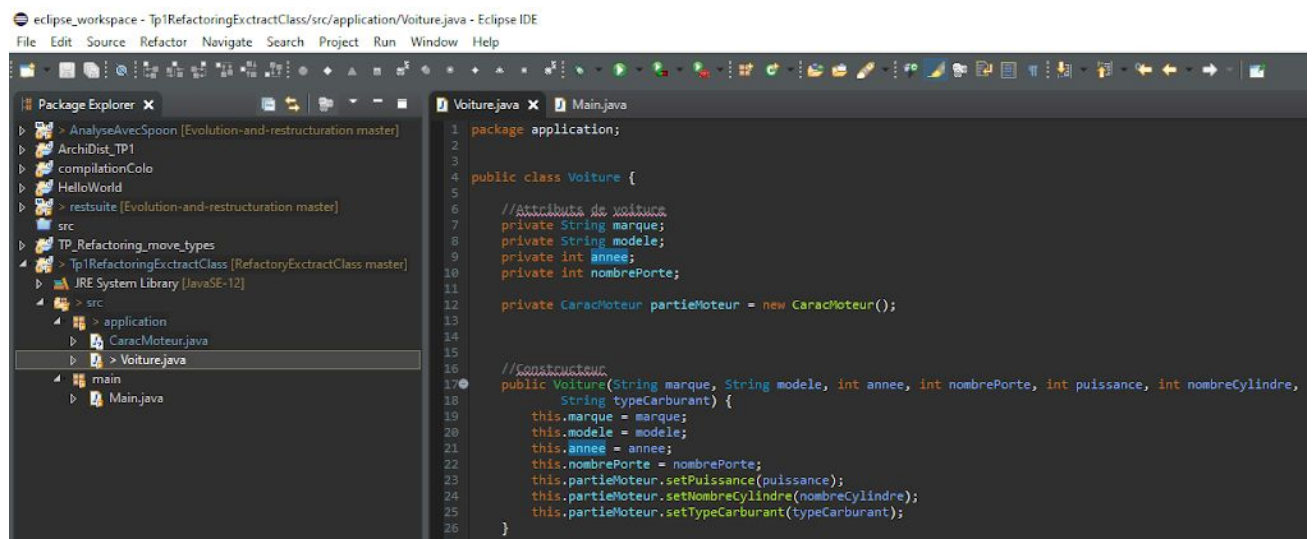 eclipse_workspace - Tp1RefactoringExctractClass/src/application/Voiture.java - Eclipse IDE
File Edit Source Refactor Navigate Search Project Run Window Help
Package Explorer
> AnalyseAvecSpoon [Evolution-and-restructuration master]
ArchiDist_TP1
compilationColo
HelloWorld
> restsuite [Evolution-and-restructuration master]
src
TP_Refactoring_move_types
> Tp1RefactoringExctractClass [RefactoryExctractClass master]
JRE System Library [JavaSE-12]
> src
> application
CaracMoteur.java
> Voiture.java
main
Main.java
Voiture.java Main.java
1 package application;
2
3
4 public class Voiture {
5
6 //Attributs de voiture
7 private String marque;
8 private String modele;
9 private int annee;
10 private int nombrePorte;
11
12 private CaracMoteur partieMoteur = new CaracMoteur();
13
14
15
16 //Constructeur
17 public Voiture(String marque, String modele, int annee, int nombrePorte, int puissance, int nombreCylindre,
18 String typeCarburant) {
19 this.marque = marque;
20 this.modele = modele;
21 this.annee = annee;
22 this.nombrePorte = nombrePorte;
23 this.partieMoteur.setPuissance(puissance);
24 this.partieMoteur.setNombreCylindre(nombreCylindre);
25 this.partieMoteur.setTypeCarburant(typeCarburant);
26 }